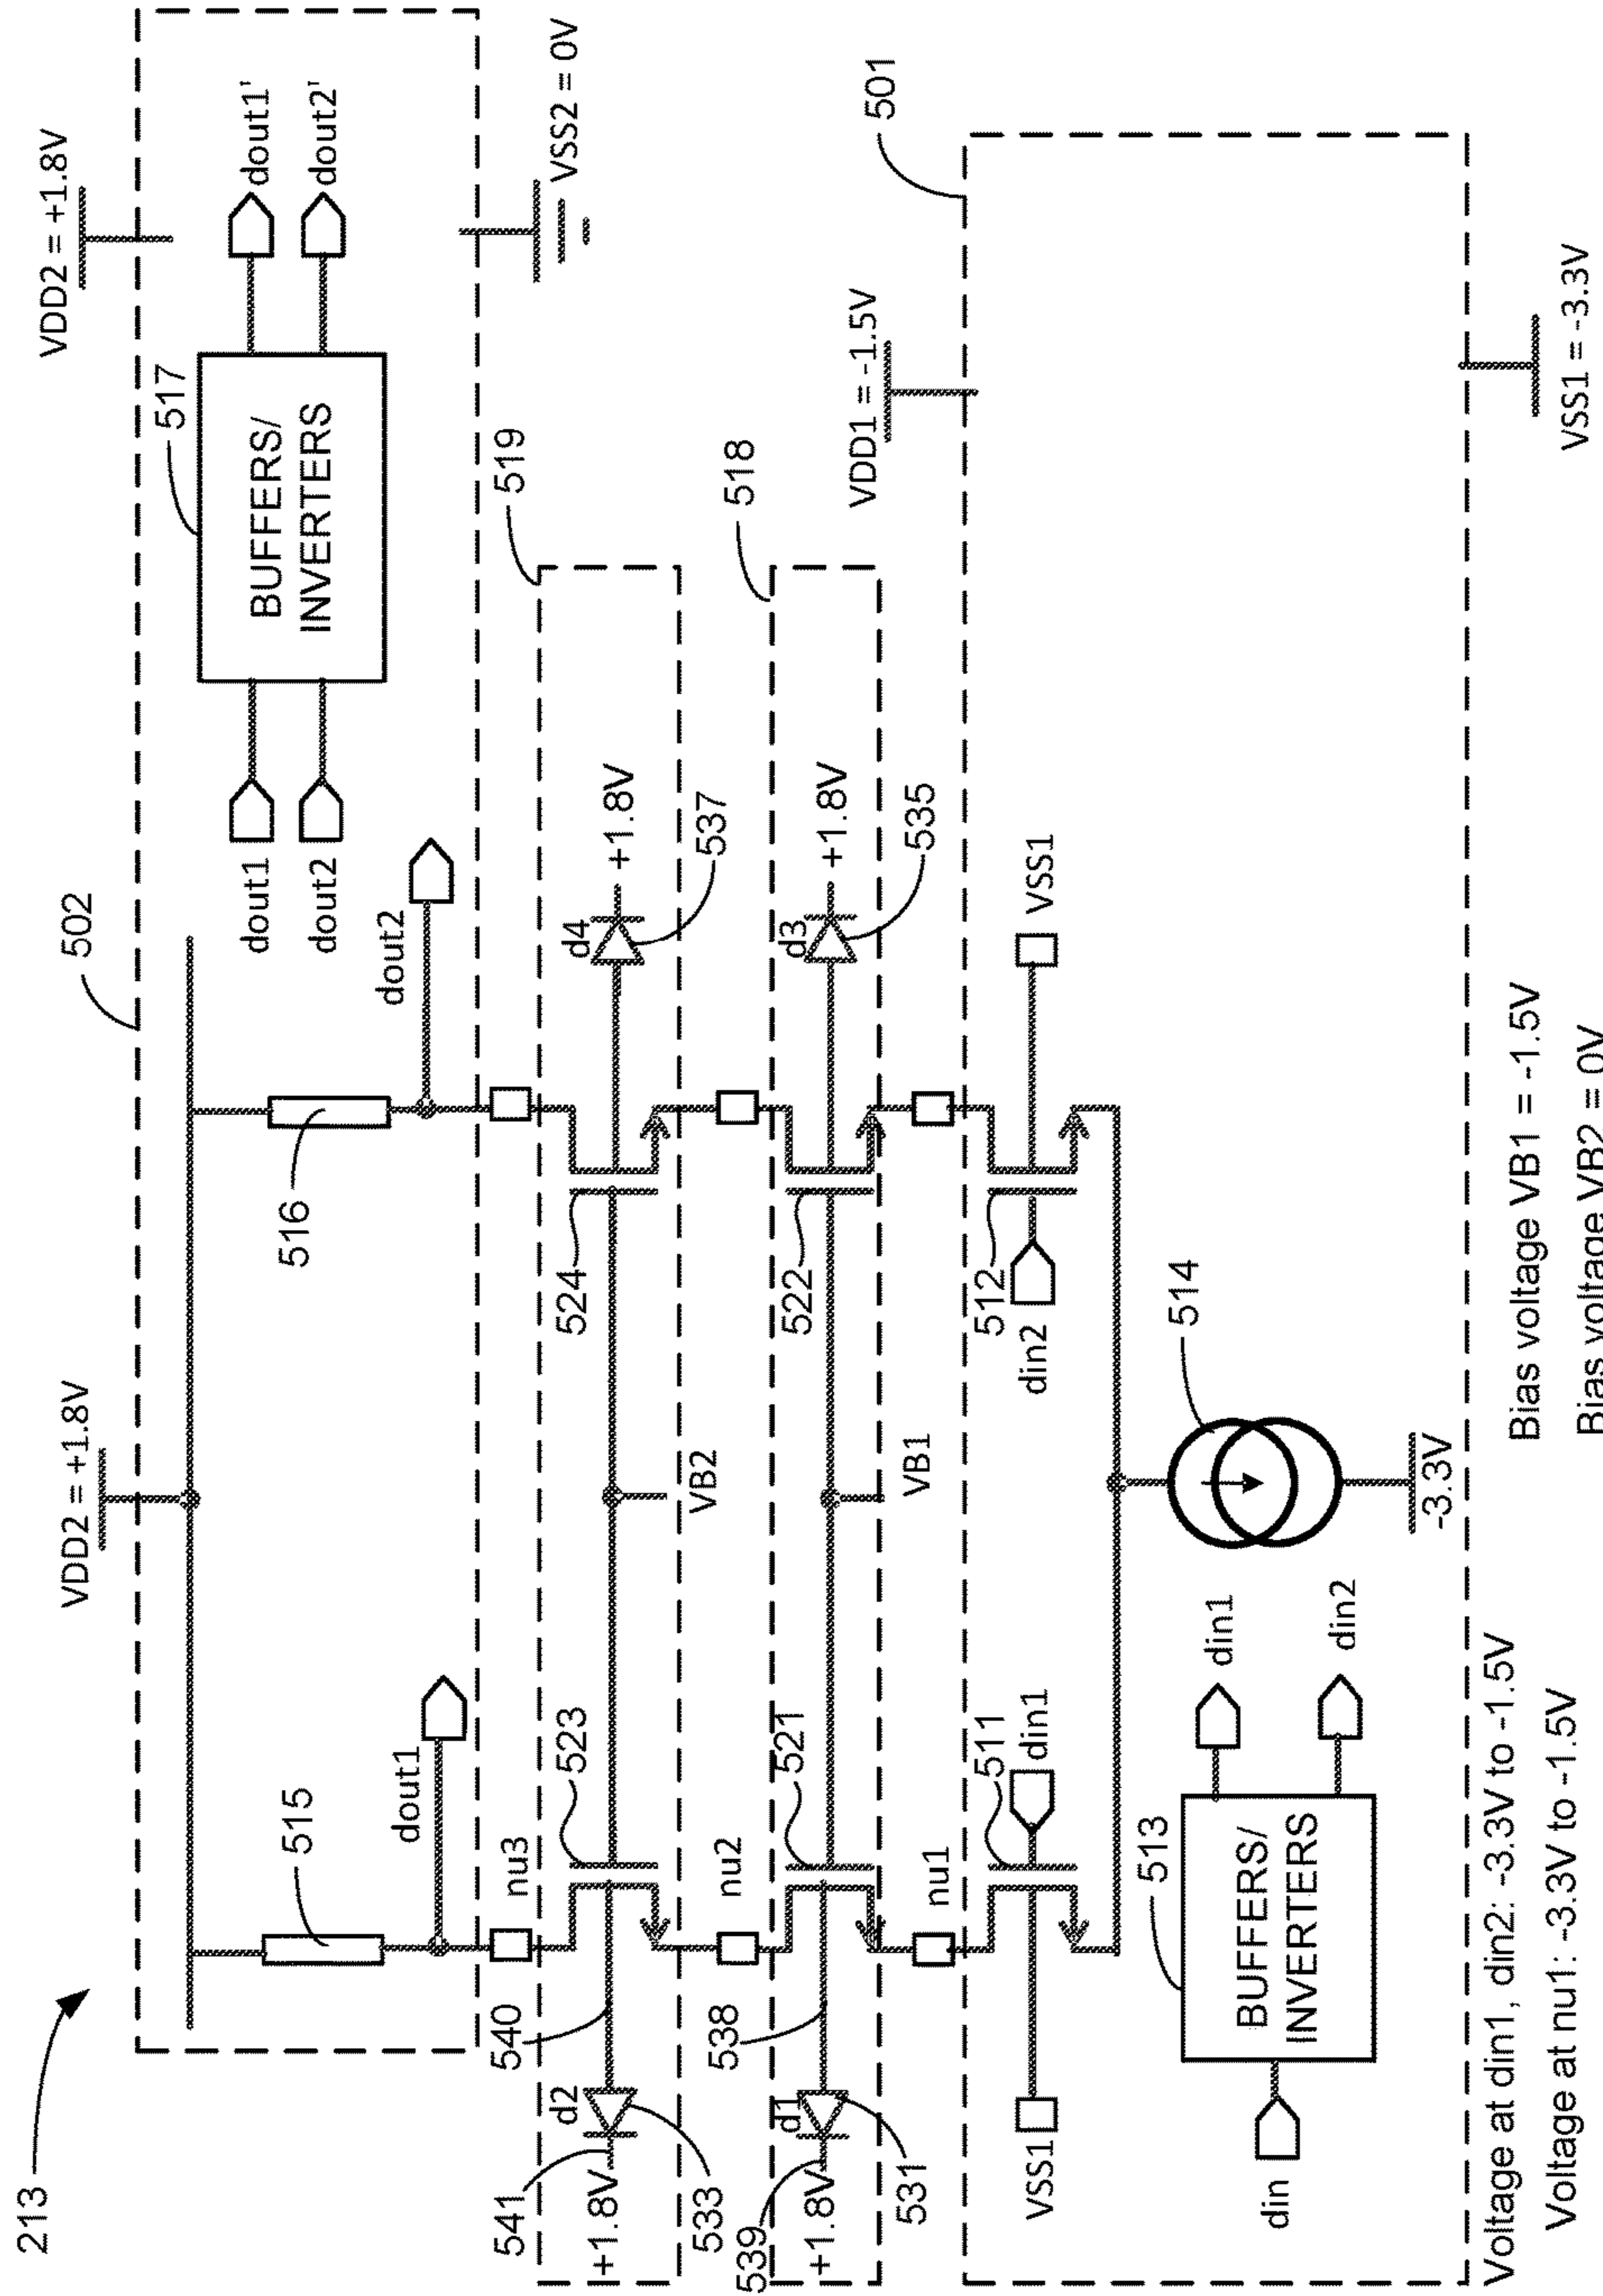 213
VDD2 = +1.8V
VDD2 = +1.8V
502
515
dout1
516
dout2
517
dout1
dout2
BUFFERS/
INVERTERS
dout1'
dout2'
VSS2 = 0V
519
nu3
540
541
d2
+1.8V
533
523
VB2
524
d4
+1.8V
537
518
nu2
538
539
d1
+1.8V
531
521
VB1
522
d3
+1.8V
535
VDD1 = -1.5V
501
nu1
VSS1
511
din1
512
din2
VSS1
514
-3.3V
513
din
BUFFERS/
INVERTERS
din1
din2
VSS1 = -3.3V
Voltage at din1, din2: -3.3V to -1.5V
Voltage at nu1: -3.3V to -1.5V
Bias voltage VB1 = -1.5V
Bias voltage VB2 = 0V